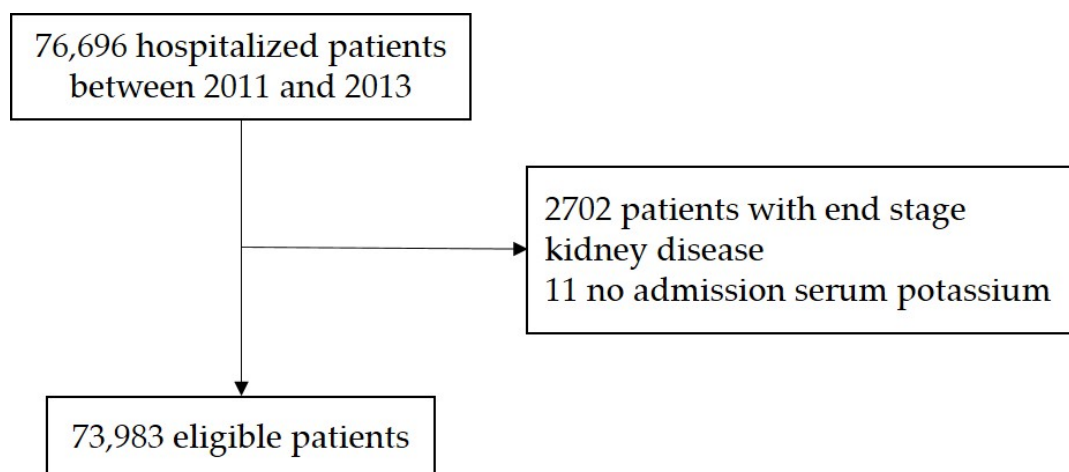 76,696 hospitalized patients
between 2011 and 2013
2702 patients with end stage
kidney disease
11 no admission serum potassium
73,983 eligible patients